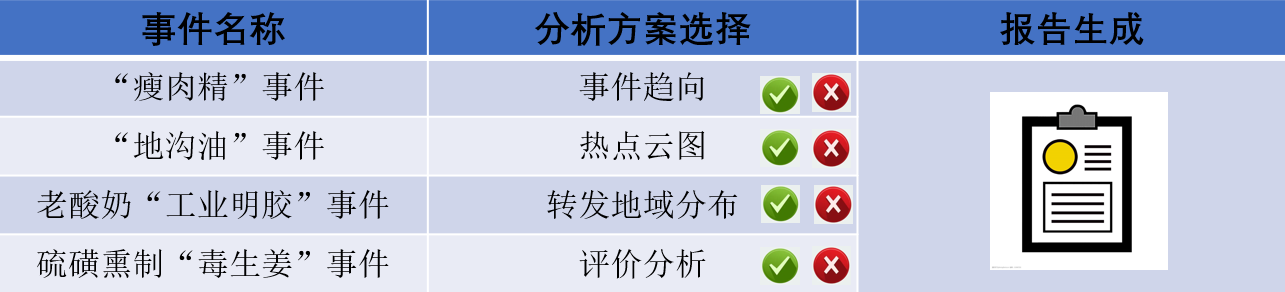 事件名称 分析方案选择 报告生成
“瘦肉精”事件 事件趋向
“地沟油”事件 热点云图
老酸奶“工业明胶”事件 转发地域分布
硫磺熏制“毒生姜”事件 评价分析